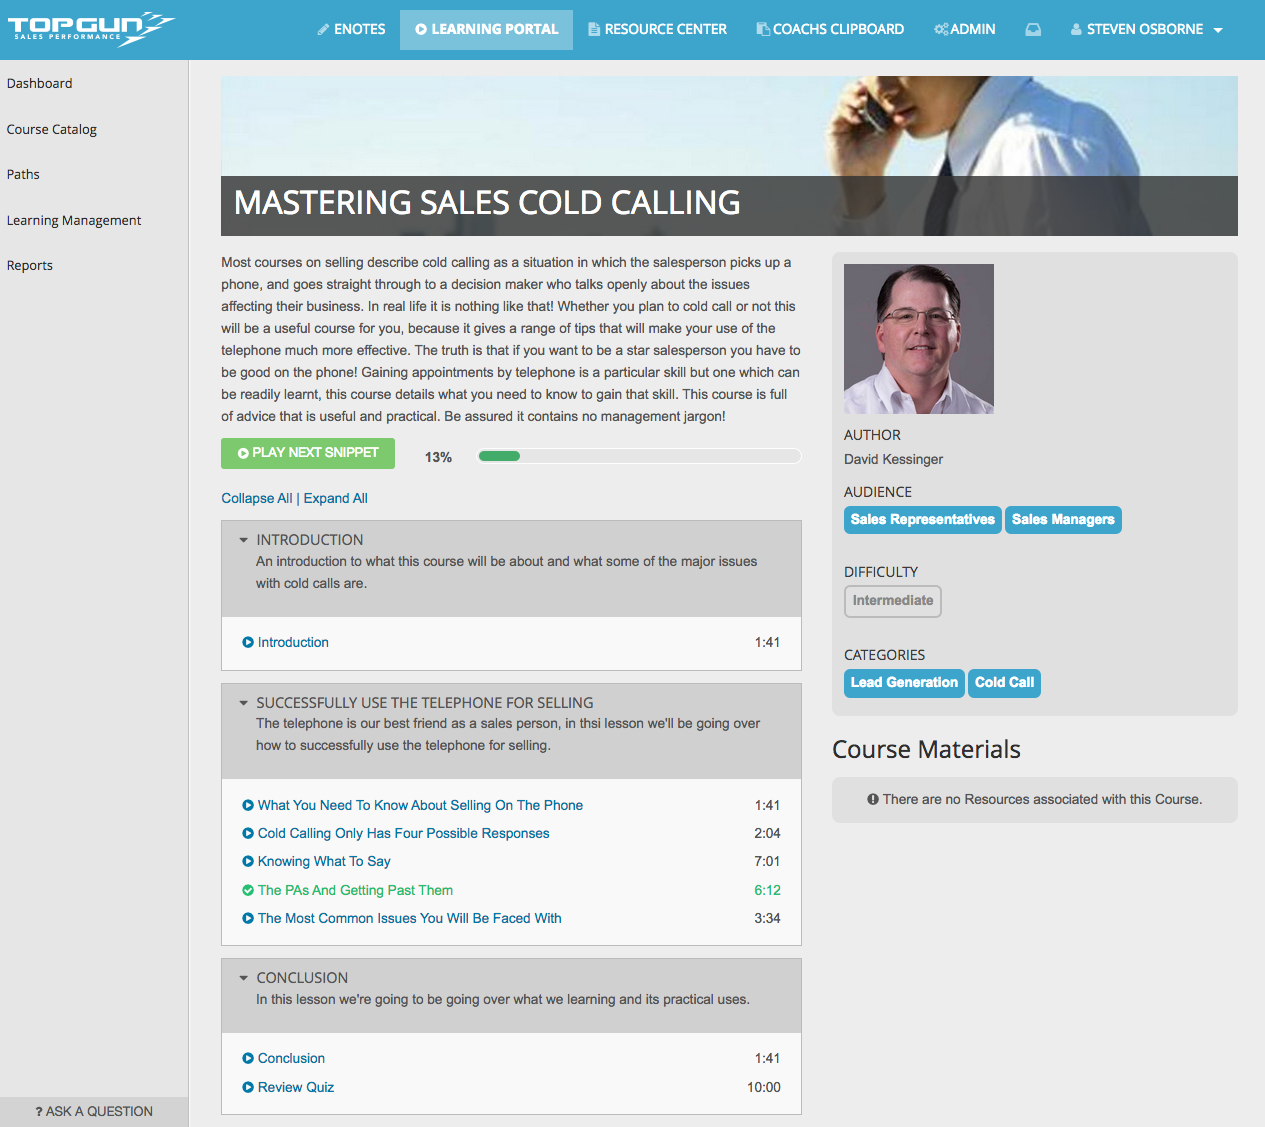 TOPGUN
SALES PERFORMANCE
ENOTES
LEARNING PORTAL
RESOURCE CENTER
COACHS CLIPBOARD
ADMIN
STEVEN OSBORNE
Dashboard
Course Catalog
Paths
Learning Management
Reports
? ASK A QUESTION
MASTERING SALES COLD CALLING
Most courses on selling describe cold calling as a situation in which the salesperson picks up a
phone, and goes straight through to a decision maker who talks openly about the issues
affecting their business. In real life it is nothing like that! Whether you plan to cold call or not this
will be a useful course for you, because it gives a range of tips that will make your use of the
telephone much more effective. The truth is that if you want to be a star salesperson you have to
be good on the phone! Gaining appointments by telephone is a particular skill but one which can
be readily learnt, this course details what you need to know to gain that skill. This course is full
of advice that is useful and practical. Be assured it contains no management jargon!
PLAY NEXT SNIPPET
13%
Collapse All | Expand All
INTRODUCTION
An introduction to what this course will be about and what some of the major issues
with cold calls are.
Introduction 1:41
SUCCESSFULLY USE THE TELEPHONE FOR SELLING
The telephone is our best friend as a sales person, in thsi lesson we'll be going over
how to successfully use the telephone for selling.
What You Need To Know About Selling On The Phone 1:41
Cold Calling Only Has Four Possible Responses 2:04
Knowing What To Say 7:01
The PAs And Getting Past Them 6:12
The Most Common Issues You Will Be Faced With 3:34
CONCLUSION
In this lesson we're going to be going over what we learning and its practical uses.
Conclusion 1:41
Review Quiz 10:00
AUTHOR
David Kessinger
AUDIENCE
Sales Representatives Sales Managers
DIFFICULTY
Intermediate
CATEGORIES
Lead Generation Cold Call
Course Materials
There are no Resources associated with this Course.